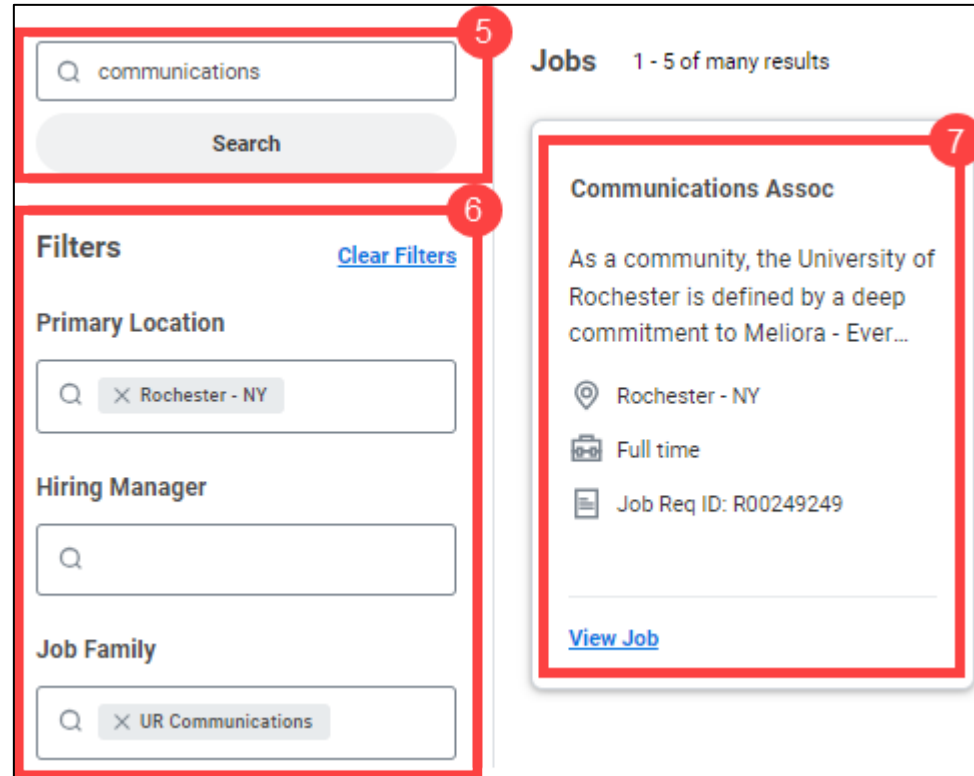 5
communications
Search
6
Filters
Clear Filters
Primary Location
Rochester - NY
Hiring Manager
Job Family
UR Communications
Jobs 1 - 5 of many results
7
Communications Assoc
As a community, the University of
Rochester is defined by a deep
commitment to Meliora - Ever...
Rochester - NY
Full time
Job Req ID: R00249249
View Job